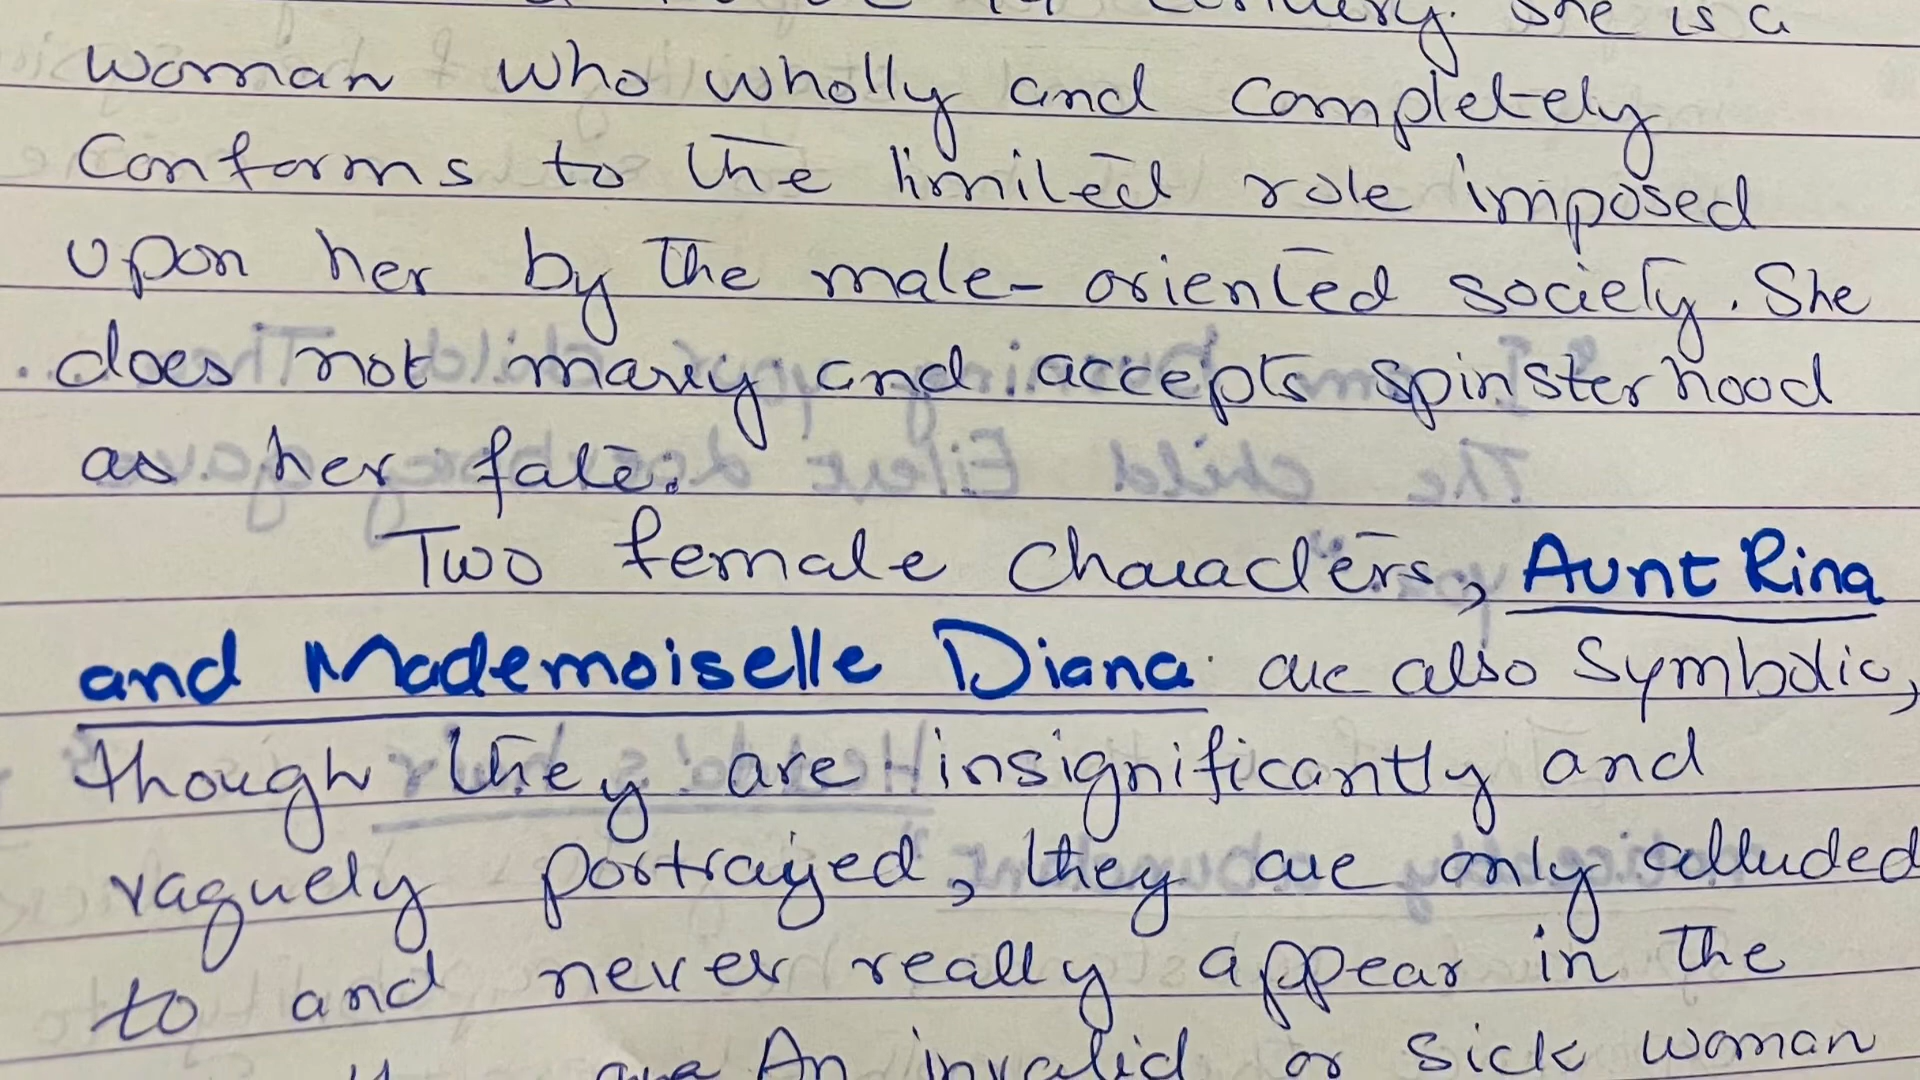 century. She is a
woman who wholly and completely
conforms to the limited role imposed
upon her by the male-oriented society. She
does not marry and accepts spinsterhood
as her fate.
Two female characters, Aunt Rina
and Mademoiselle Diana are also symbolic,
though they are insignificantly and
vaguely portrayed, they are only alluded
to and never really appear in the
An invalid or sick woman